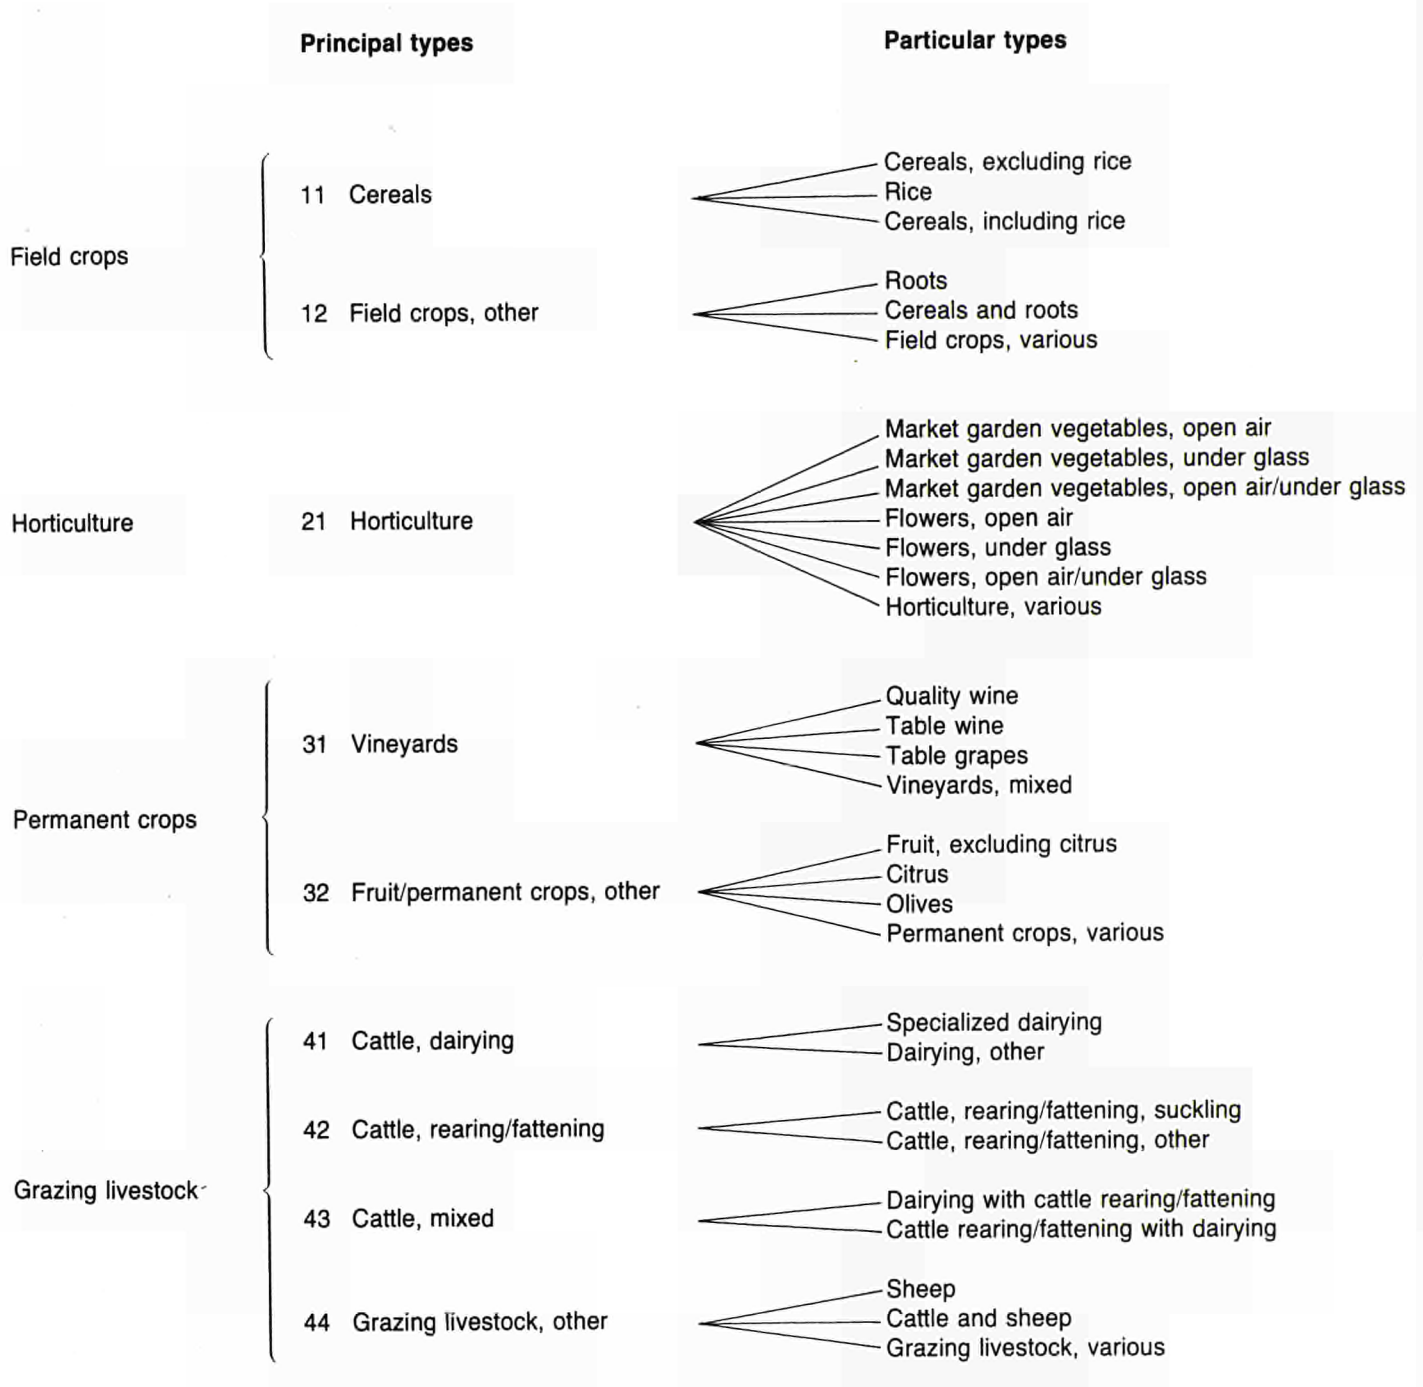 Principal types
Particular types
Field crops
11 Cereals
Cereals, excluding rice
Rice
Cereals, including rice
12 Field crops, other
Roots
Cereals and roots
Field crops, various
Horticulture
21 Horticulture
Market garden vegetables, open air
Market garden vegetables, under glass
Market garden vegetables, open air/under glass
Flowers, open air
Flowers, under glass
Flowers, open air/under glass
Horticulture, various
Permanent crops
31 Vineyards
Quality wine
Table wine
Table grapes
Vineyards, mixed
32 Fruit/permanent crops, other
Fruit, excluding citrus
Citrus
Olives
Permanent crops, various
Grazing livestock
41 Cattle, dairying
Specialized dairying
Dairying, other
42 Cattle, rearing/fattening
Cattle, rearing/fattening, suckling
Cattle, rearing/fattening, other
43 Cattle, mixed
Dairying with cattle rearing/fattening
Cattle rearing/fattening with dairying
44 Grazing livestock, other
Sheep
Cattle and sheep
Grazing livestock, various